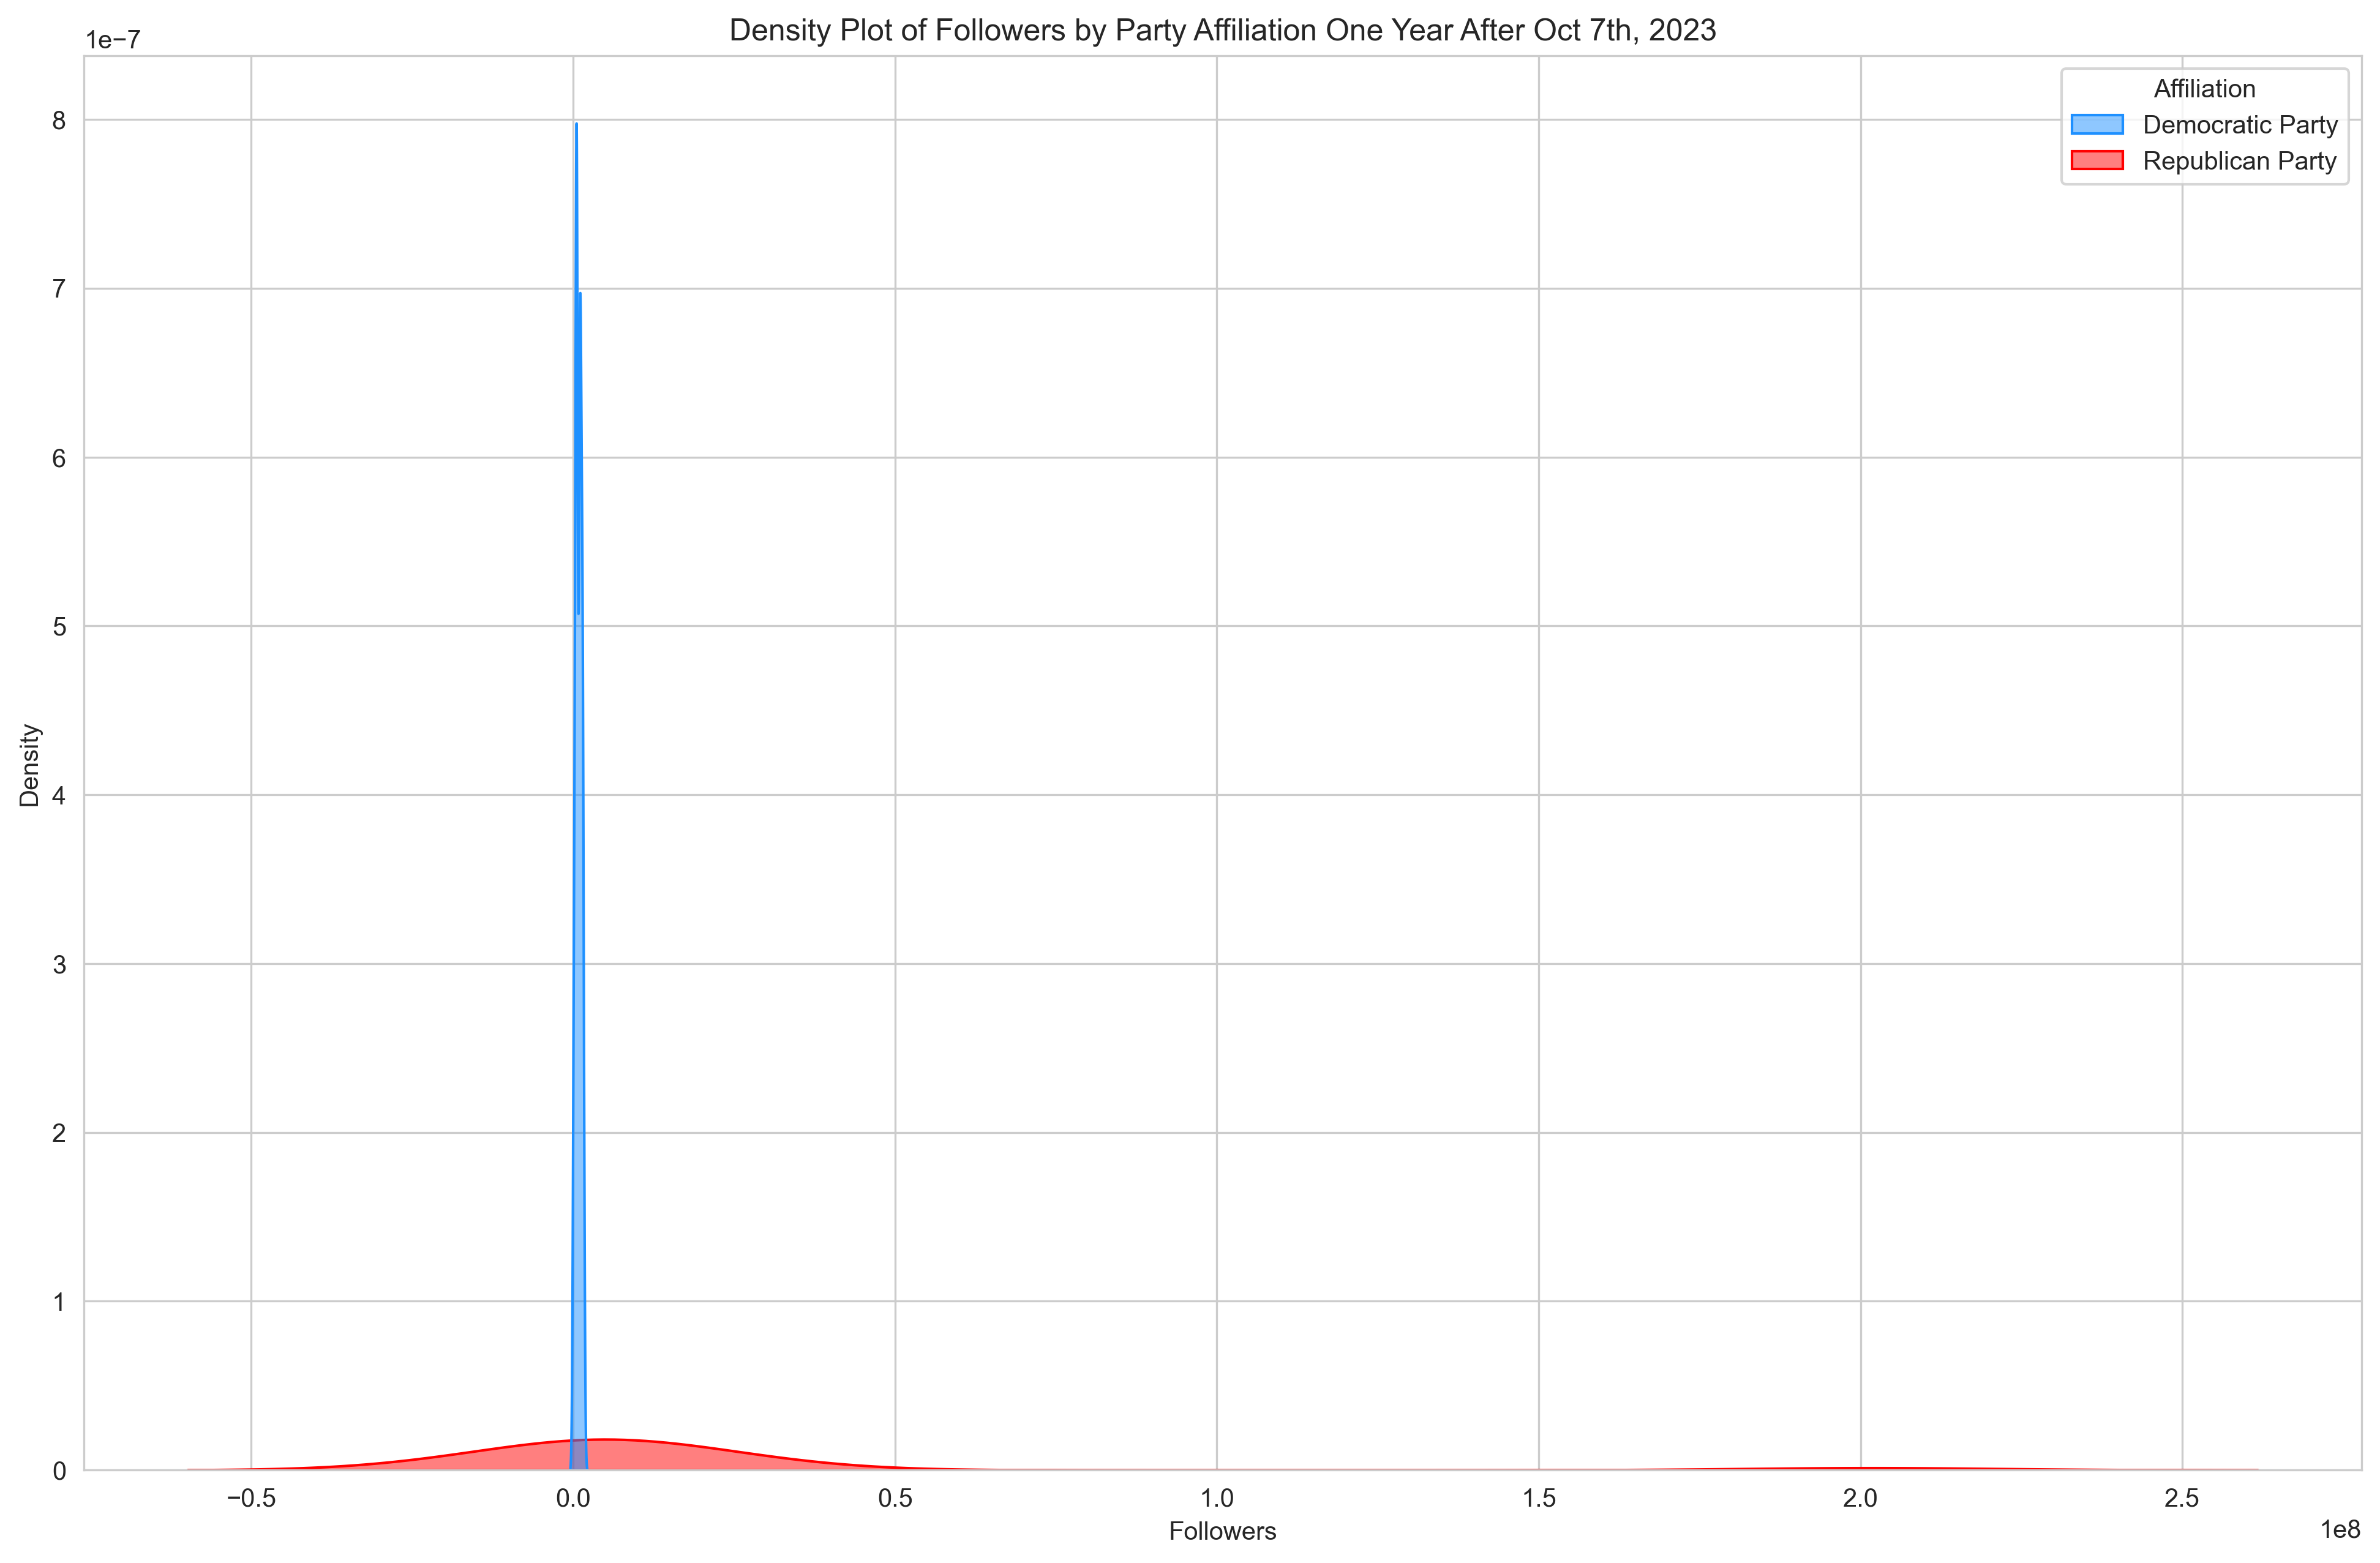 Density Plot of Followers by Party Affiliation One Year After Oct 7th, 2023
1e−7
Affiliation
Democratic Party
Republican Party
8
7
6
5
4
3
2
1
0
Density
−0.5
0.0
0.5
1.0
1.5
2.0
2.5
1e8
Followers